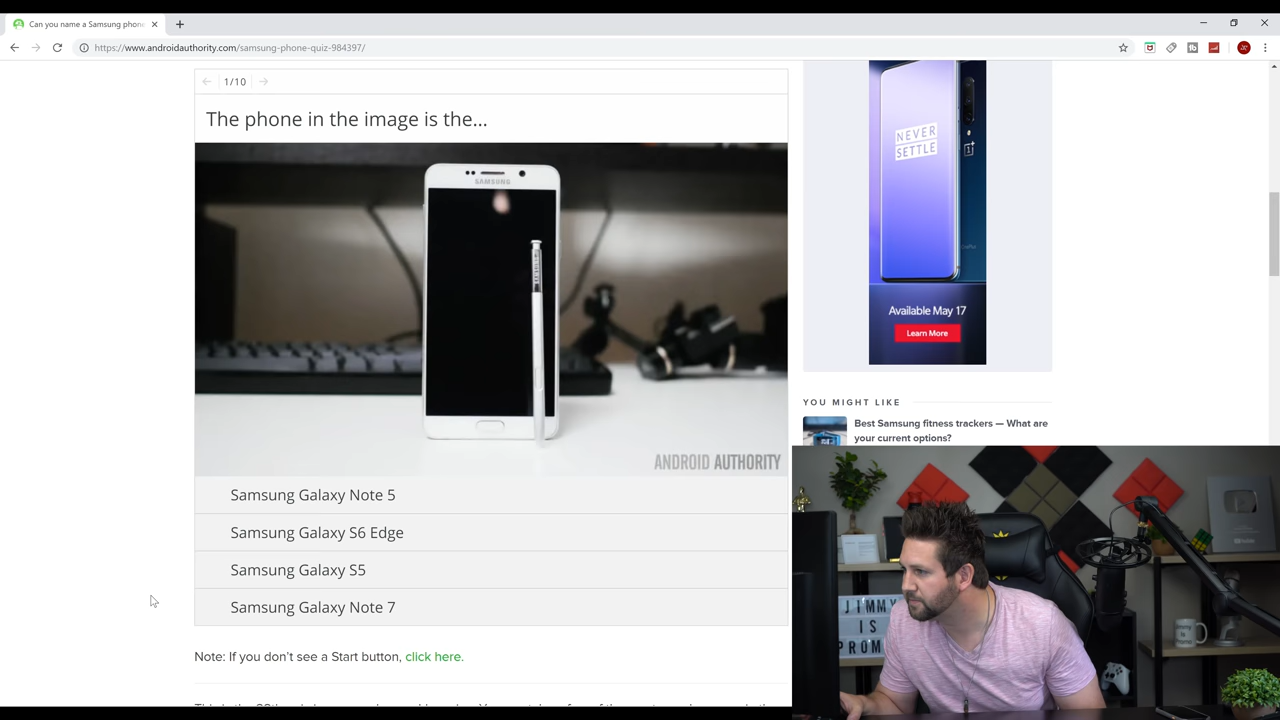 Can you name a Samsung phone
https://www.androidauthority.com/samsung-phone-quiz-984397/
1/10
The phone in the image is the...
SAMSUNG
ANDROID AUTHORITY
Samsung Galaxy Note 5
Samsung Galaxy S6 Edge
Samsung Galaxy S5
Samsung Galaxy Note 7
Note: If you don't see a Start button, click here.
NEVER
SETTLE
Available May 17
Learn More
YOU MIGHT LIKE
Best Samsung fitness trackers — What are
your current options?
JIMMY
IS
PROM
Jimmy
is
Promo